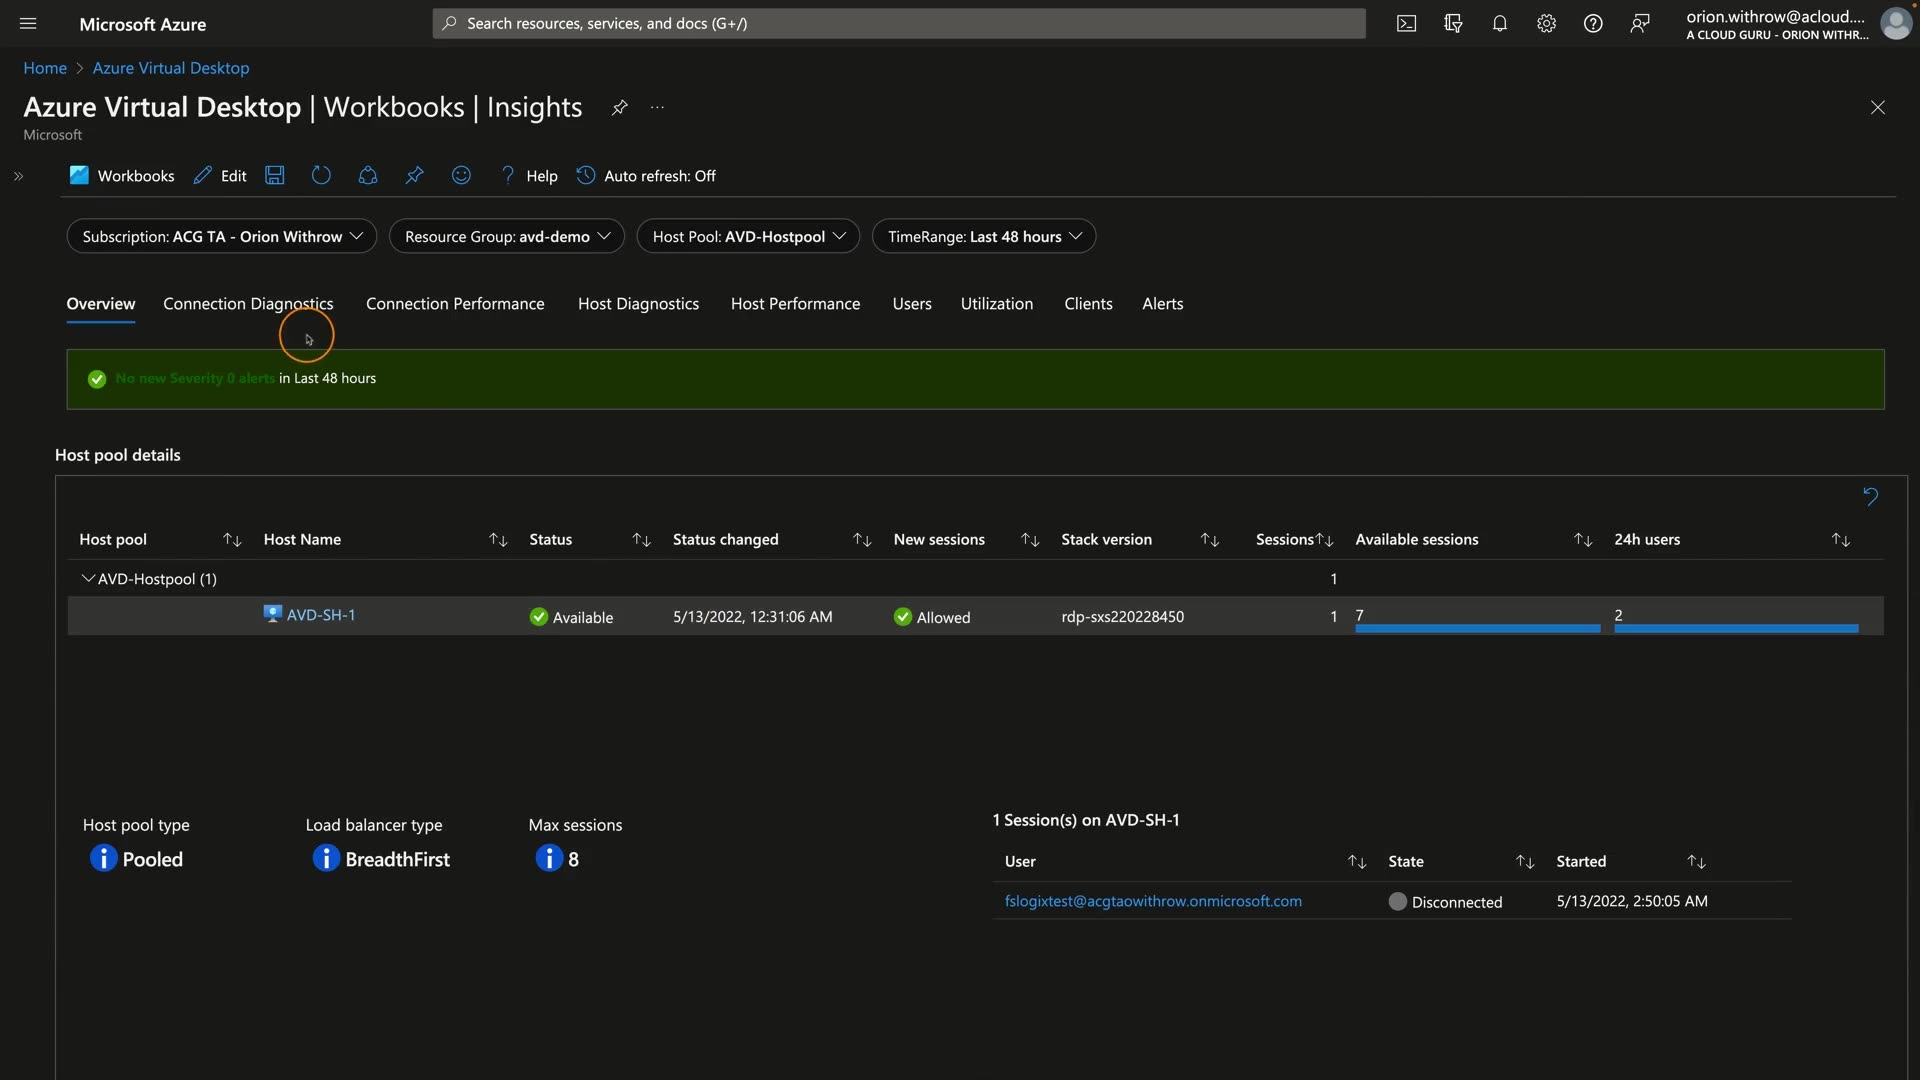 Microsoft Azure
Search resources, services, and docs (G+/)
orion.withrow@acloud....
A CLOUD GURU - ORION WITHR...
Home > Azure Virtual Desktop
Azure Virtual Desktop | Workbooks | Insights
Microsoft
Workbooks Edit Help Auto refresh: Off
Subscription: ACG TA - Orion Withrow Resource Group: avd-demo Host Pool: AVD-Hostpool TimeRange: Last 48 hours
Overview Connection Diagnostics Connection Performance Host Diagnostics Host Performance Users Utilization Clients Alerts
No new Severity 0 alerts in Last 48 hours
Host pool details
Host pool Host Name Status Status changed New sessions Stack version Sessions Available sessions 24h users
AVD-Hostpool (1) 1
AVD-SH-1 Available 5/13/2022, 12:31:06 AM Allowed rdp-sxs220228450 1 7 2
Host pool type Load balancer type Max sessions
Pooled BreadthFirst 8
1 Session(s) on AVD-SH-1
User State Started
fslogixtest@acgtaowithrow.onmicrosoft.com Disconnected 5/13/2022, 2:50:05 AM